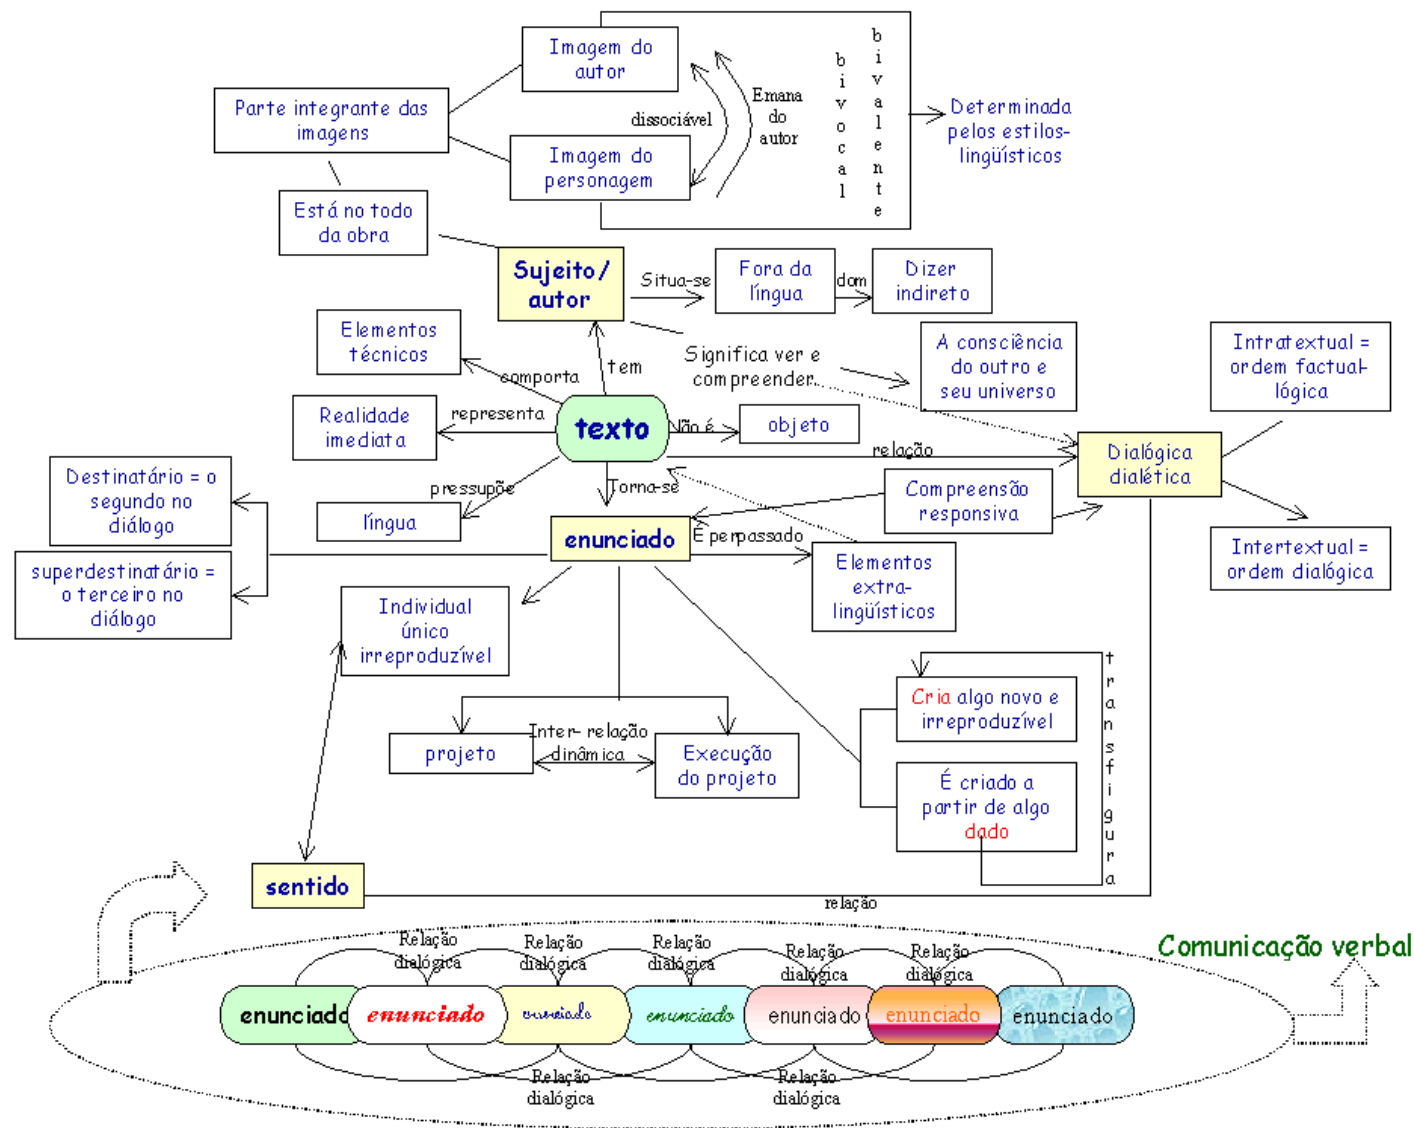 Imagem do
autor
Parte integrante das
imagens
dissociável
Emana
do
autor
bivocal
bivalente
Determinada
pelos estilos-
lingüísticos
Imagem do
personagem
Está no todo
da obra
Sujeito/
autor
Situa-se
Fora da
língua
dom
Dizer
indireto
Elementos
técnicos
comporta
tem
Significa ver e
compreender
A consciência
do outro e
seu universo
Intratextual =
ordem factual-
lógica
Realidade
imediata
representa
texto
Não é
objeto
relação
Dialógica
dialética
Destinatário = o
segundo no
diálogo
pressupõe
língua
Torna-se
Compreensão
responsiva
enunciado
É perpassado
Elementos
extra-
lingüísticos
Intertextual =
ordem dialógica
superdestinatário =
o terceiro no
diálogo
Individual
único
irreproduzível
Cria algo novo e
irreproduzível
transfigura
projeto
Inter- relação
dinâmica
Execução
do projeto
É criado a
partir de algo
dado
sentido
relação
Comunicação verbal
Relação
dialógica
Relação
dialógica
Relação
dialógica
Relação
dialógica
Relação
dialógica
enunciado
enunciado
enunciado
enunciado
enunciado
enunciado
enunciado
Relação
dialógica
Relação
dialógica